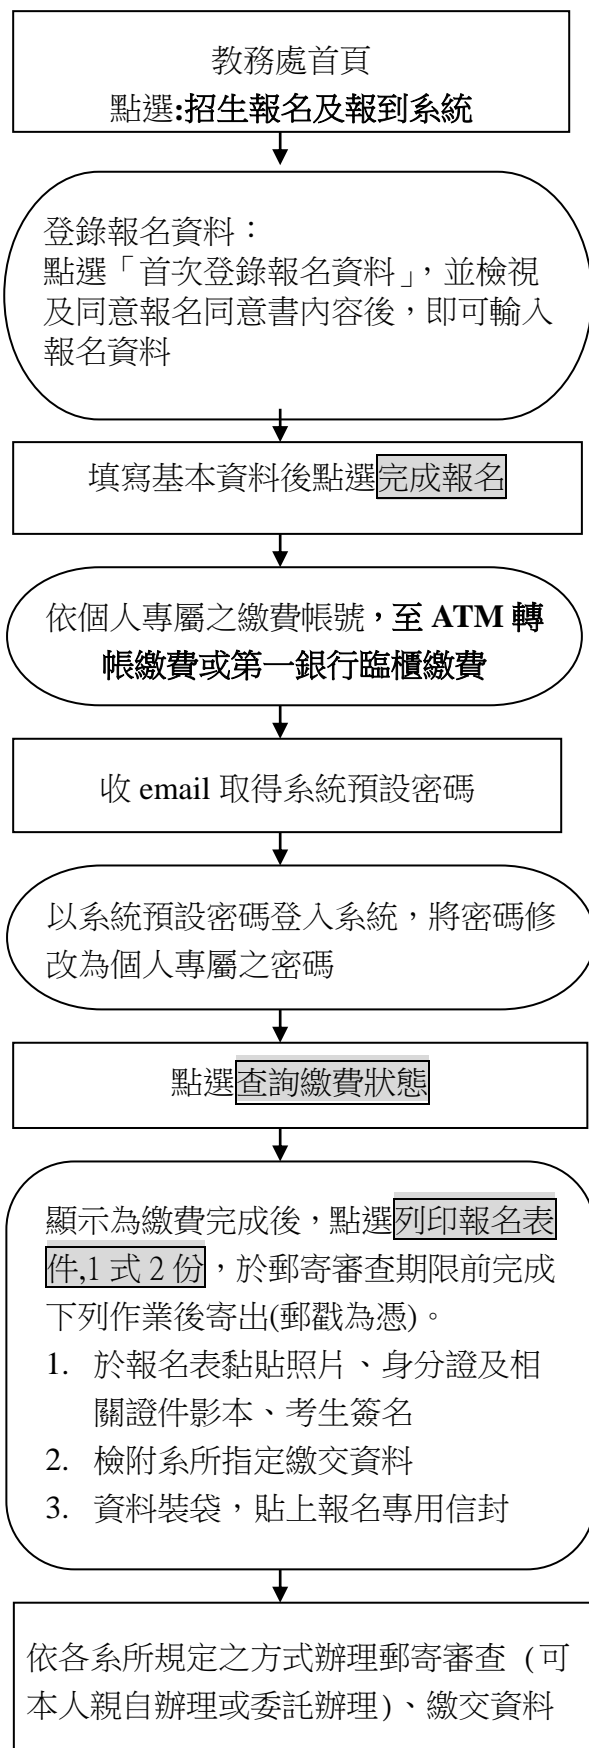 教務處首頁
點選:招生報名及報到系統
登錄報名資料：
點選「首次登錄報名資料」，並檢視
及同意報名同意書內容後，即可輸入
報名資料
填寫基本資料後點選完成報名
依個人專屬之繳費帳號，至 ATM 轉
帳繳費或第一銀行臨櫃繳費
收 email 取得系統預設密碼
以系統預設密碼登入系統，將密碼修
改為個人專屬之密碼
點選查詢繳費狀態
顯示為繳費完成後，點選列印報名表
件,1 式 2 份，於郵寄審查期限前完成
下列作業後寄出(郵戳為憑)。
1. 於報名表黏貼照片、身分證及相
關證件影本、考生簽名
2. 檢附系所指定繳交資料
3. 資料裝袋，貼上報名專用信封
依各系所規定之方式辦理郵寄審查 (可
本人親自辦理或委託辦理)、繳交資料